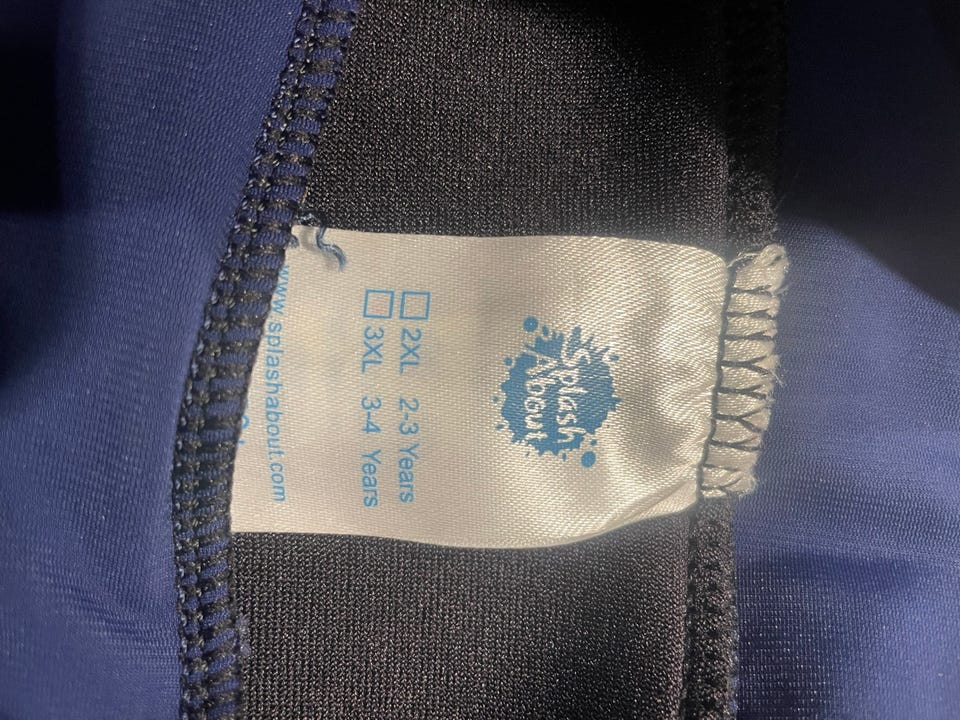 Splash
About
☐ 2XL 2-3 Years
☐ 3XL 3-4 Years
www.splashabout.com